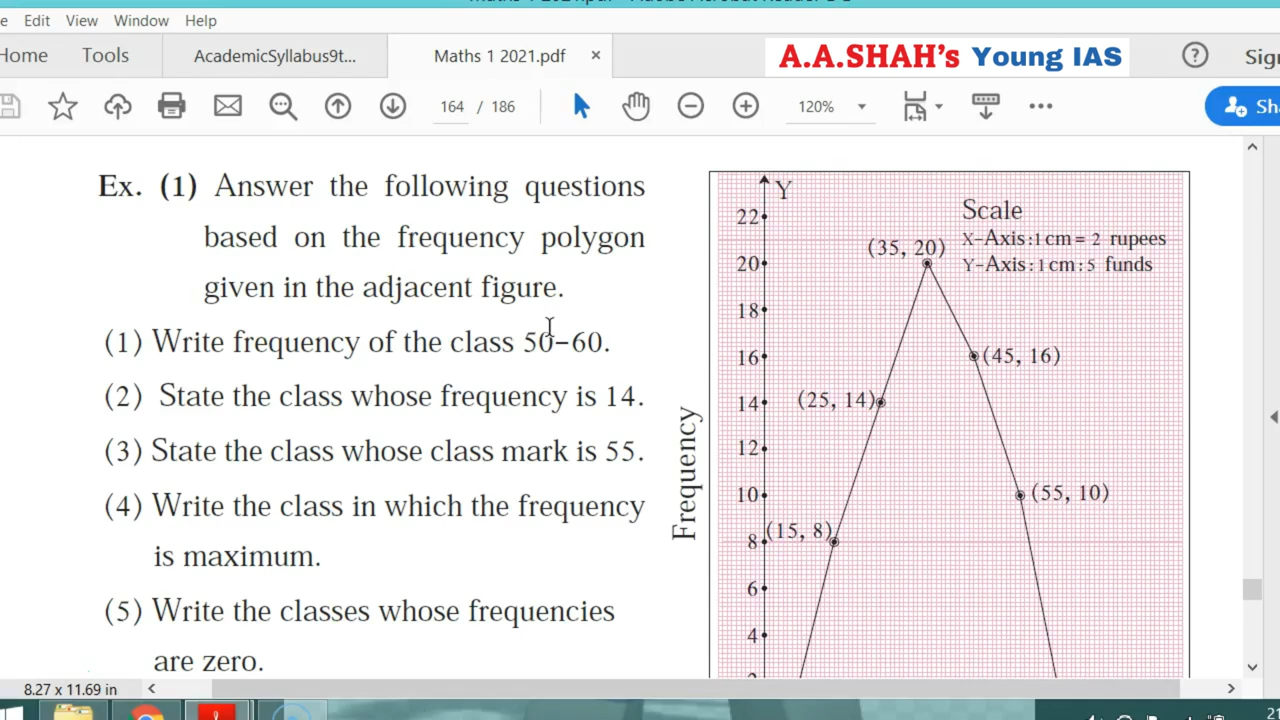 Edit View Window Help
Home Tools AcademicSyllabus9t... Maths 1 2021.pdf × A.A.SHAH's Young IAS ?
164 / 186 120%
Ex. (1) Answer the following questions
based on the frequency polygon
given in the adjacent figure.
(1) Write frequency of the class 50-60.
(2) State the class whose frequency is 14.
(3) State the class whose class mark is 55.
(4) Write the class in which the frequency
is maximum.
(5) Write the classes whose frequencies
are zero.
Y
Scale
X-Axis:1cm= 2 rupees
Y-Axis:1cm:5 funds
22
(35, 20)
20
18
16
(45, 16)
(25, 14)
14
12
10
(55, 10)
(15, 8)
8
6
4
Frequency
8.27 x 11.69 in